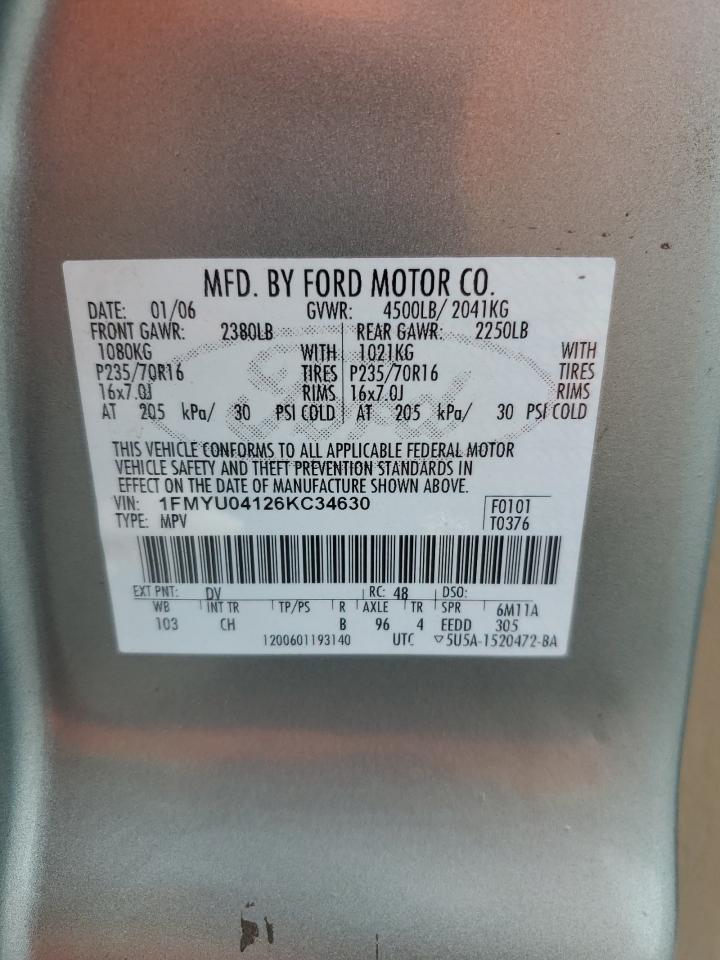 MFD. BY FORD MOTOR CO.
DATE: 01/06 GVWR: 4500LB/ 2041KG
FRONT GAWR: 2380LB REAR GAWR: 2250LB
1080KG WITH 1021KG WITH
P235/70R16 TIRES P235/70R16 TIRES
16x7.0J RIMS 16x7.0J RIMS
AT 205 kPa/ 30 PSI COLD AT 205 kPa/ 30 PSI COLD
THIS VEHICLE CONFORMS TO ALL APPLICABLE FEDERAL MOTOR
VEHICLE SAFETY AND THEFT PREVENTION STANDARDS IN
EFFECT ON THE DATE OF MANUFACTURE SHOWN ABOVE.
VIN: 1FMYU04126KC34630 F0101
TYPE: MPV T0376
EXT PNT: DV RC: 48 DSO:
WB INT TR TP/PS R AXLE TR SPR 6M11A
103 CH B 96 4 EEDD 305
1200601193140 UTC ▽5U5A-1520472-BA